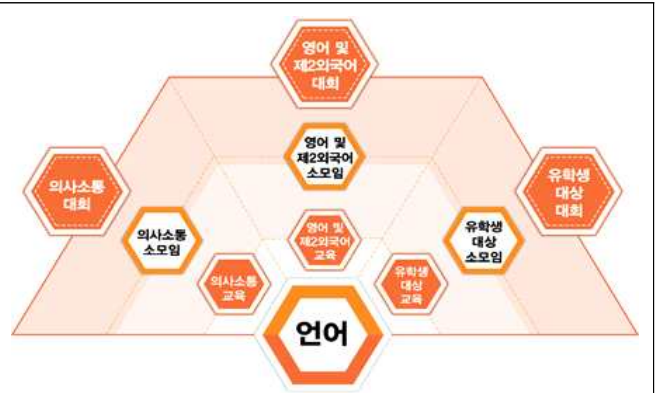 영어 및
제2외국어
대회
영어 및
제2외국어
소모임
의사소통
대회
유학생
대상
대회
의사소통
소모임
영어 및
제2외국어
교육
유학생
대상
소모임
의사소통
교육
유학생
대상
교육
언어